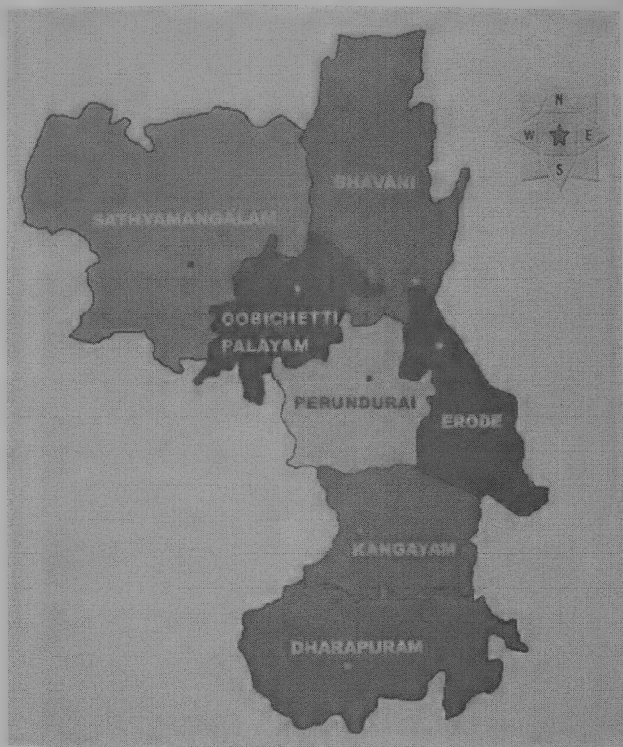 N
W E
S
BHAVANI
SATHYAMANGALAM
GOBICHETTI
PALAYAM
PERUNDURAI
ERODE
KANGAYAM
DHARAPURAM